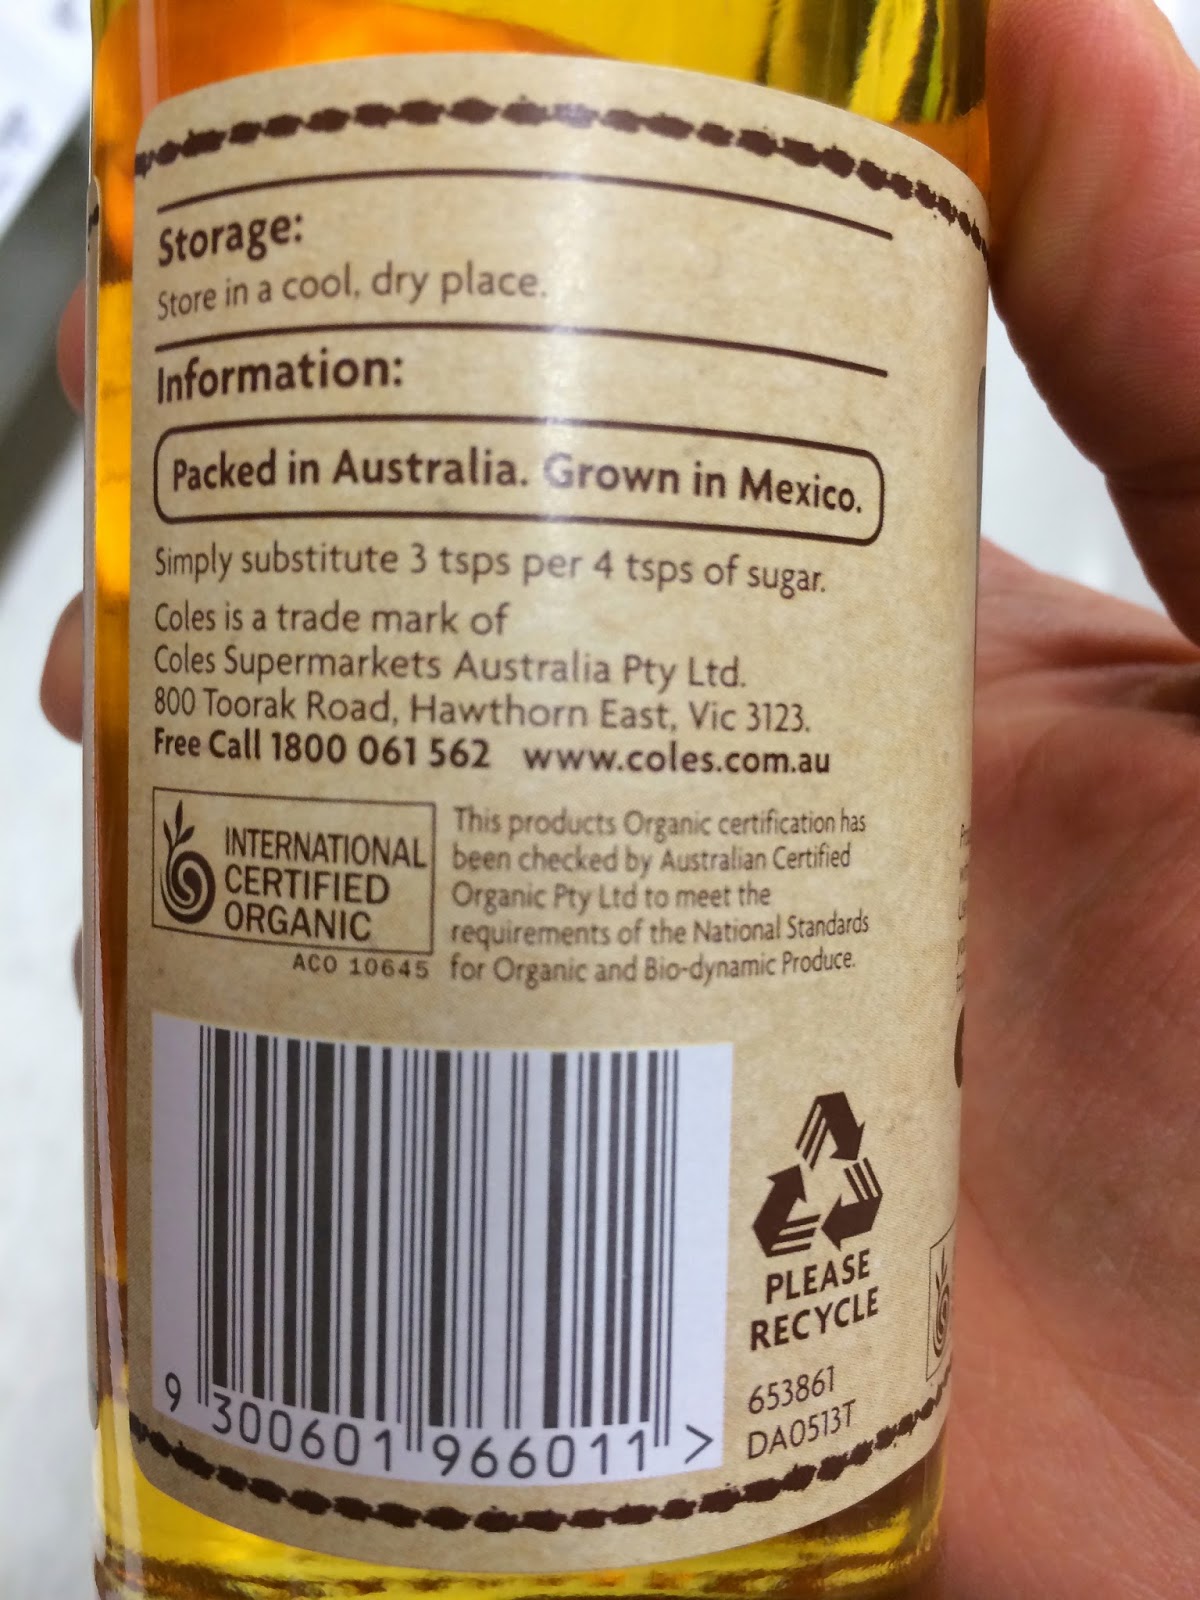 Storage:
Store in a cool, dry place.
Information:
Packed in Australia. Grown in Mexico.
Simply substitute 3 tsps per 4 tsps of sugar.
Coles is a trade mark of
Coles Supermarkets Australia Pty Ltd.
800 Toorak Road, Hawthorn East, Vic 3123.
Free Call 1800 061 562 www.coles.com.au
INTERNATIONAL
CERTIFIED
ORGANIC
ACO 10645
This products Organic certification has
been checked by Australian Certified
Organic Pty Ltd to meet the
requirements of the National Standards
for Organic and Bio-dynamic Produce.
9 300601 966011 >
PLEASE
RECYCLE
653861
DA0513T